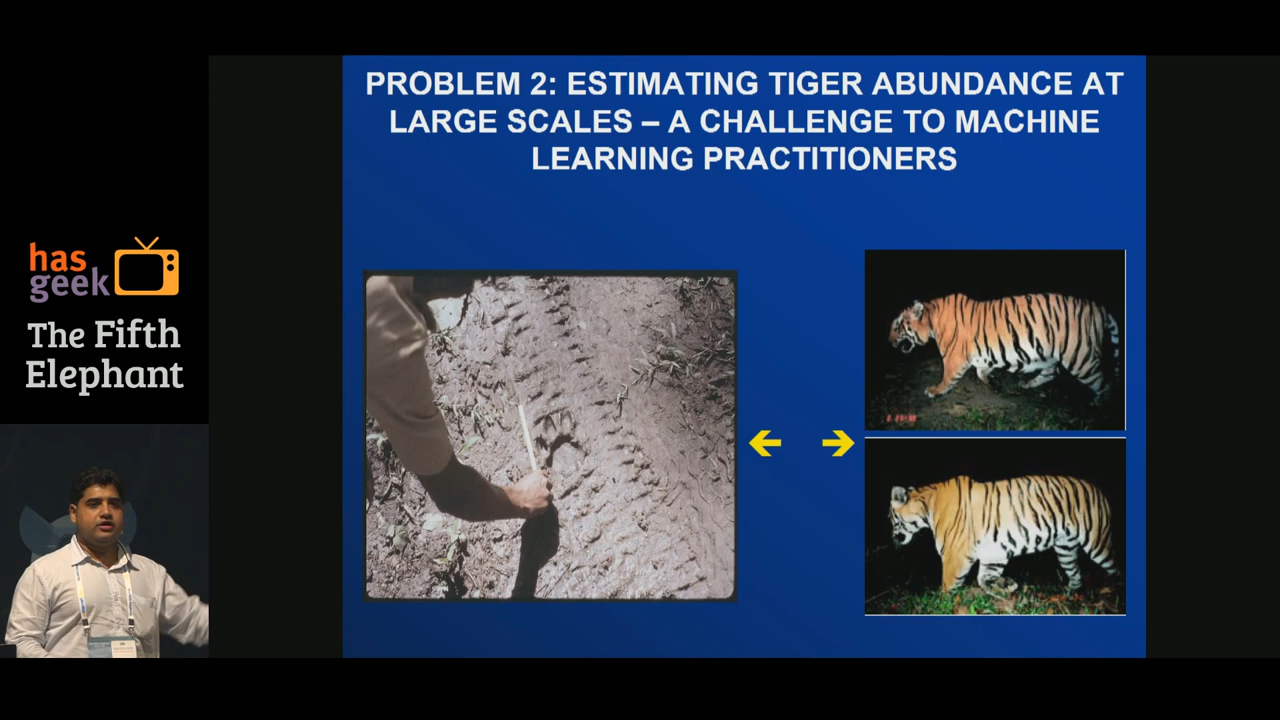 PROBLEM 2: ESTIMATING TIGER ABUNDANCE AT
LARGE SCALES – A CHALLENGE TO MACHINE
LEARNING PRACTITIONERS
has
geek
The Fifth
Elephant